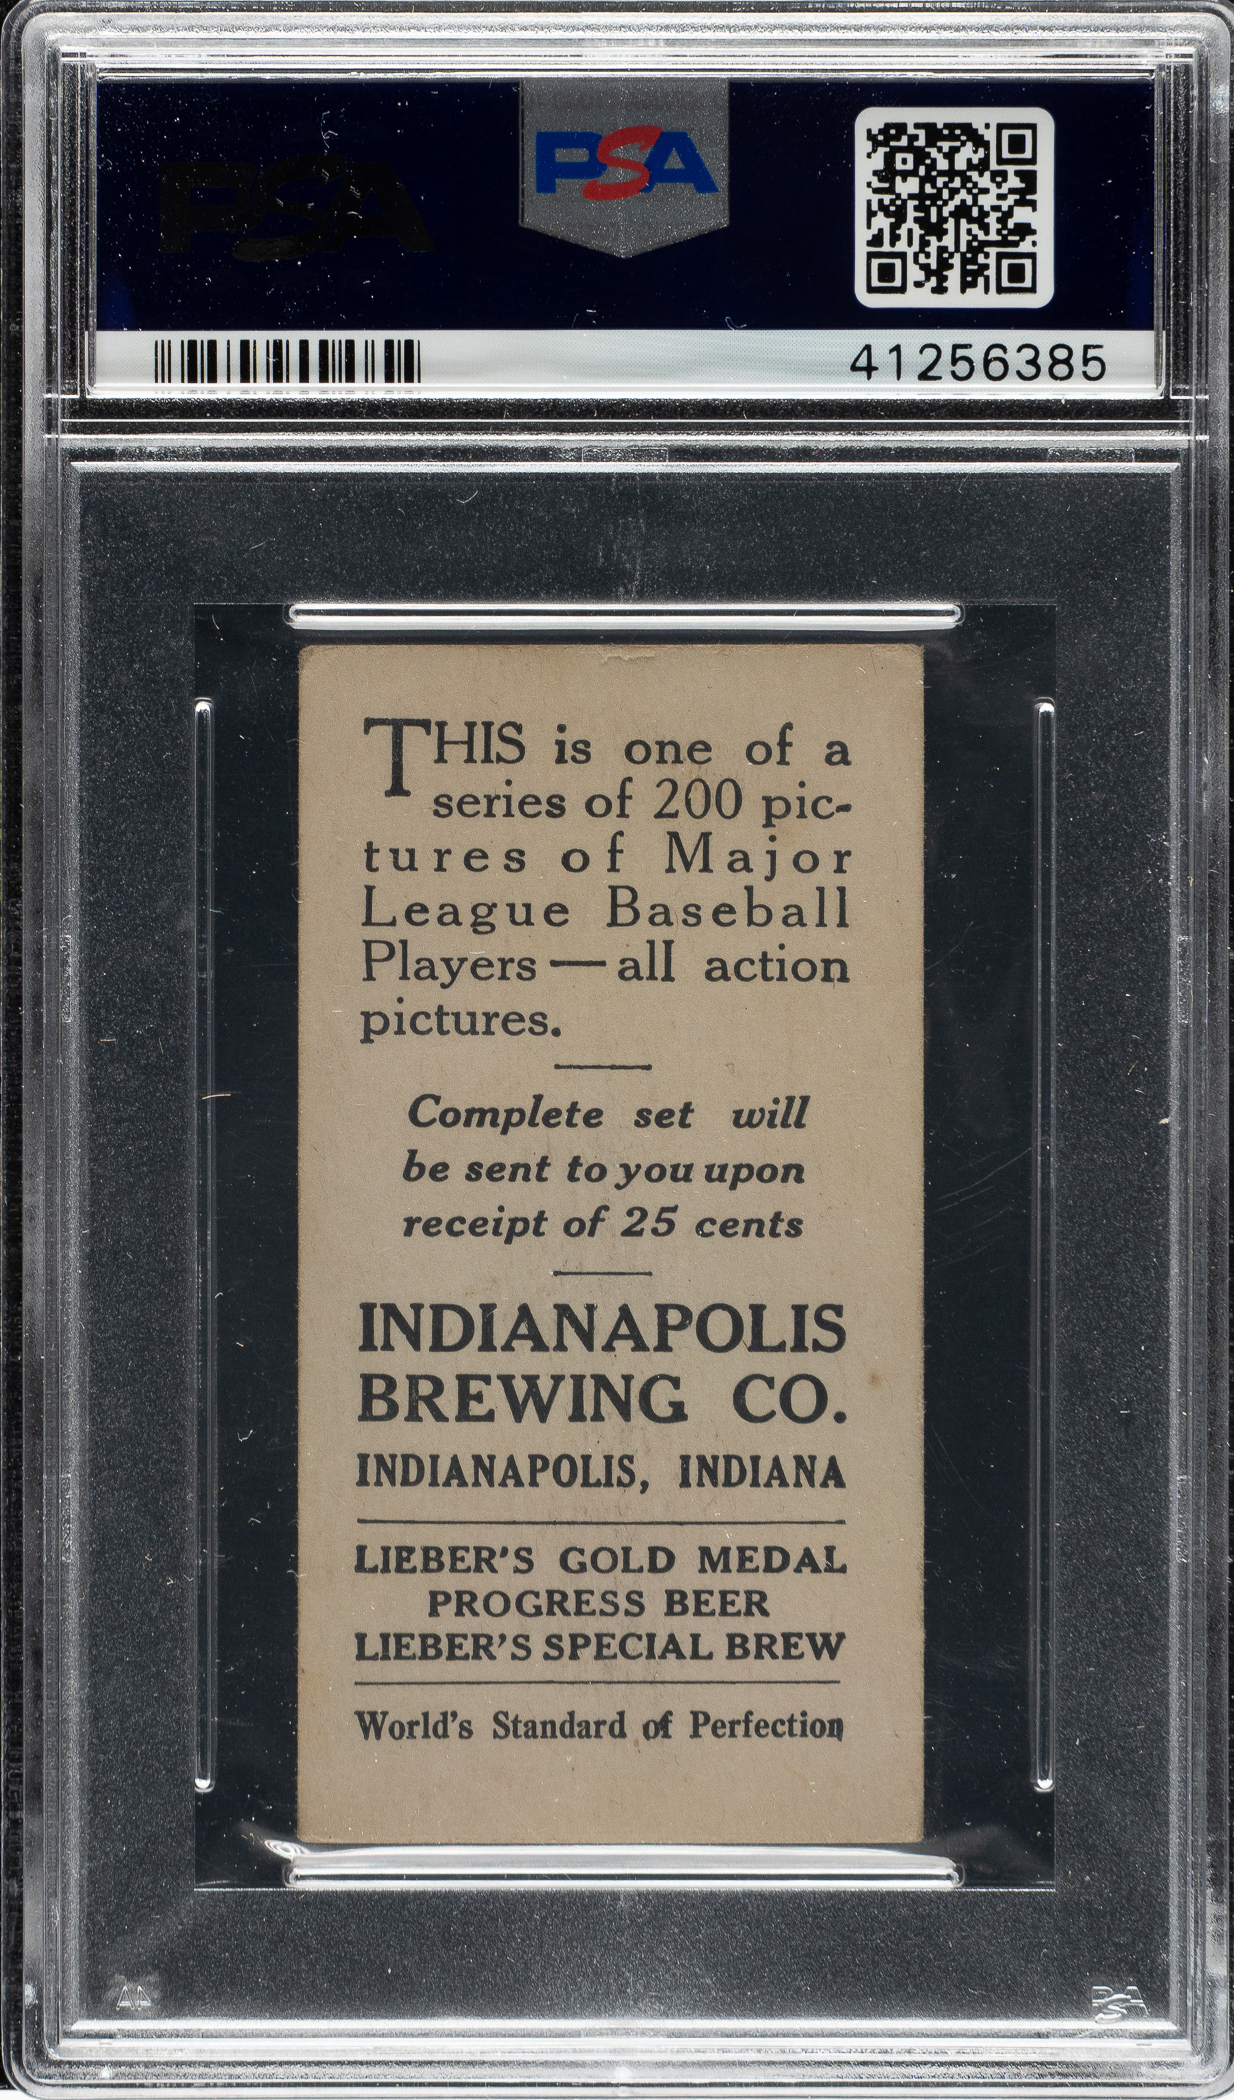 PSA
PSA
41256385
THIS is one of a
series of 200 pic-
tures of Major
League Baseball
Players—all action
pictures.
Complete set will
be sent to you upon
receipt of 25 cents
INDIANAPOLIS
BREWING CO.
INDIANAPOLIS, INDIANA
LIEBER'S GOLD MEDAL
PROGRESS BEER
LIEBER'S SPECIAL BREW
World's Standard of Perfection
PSA